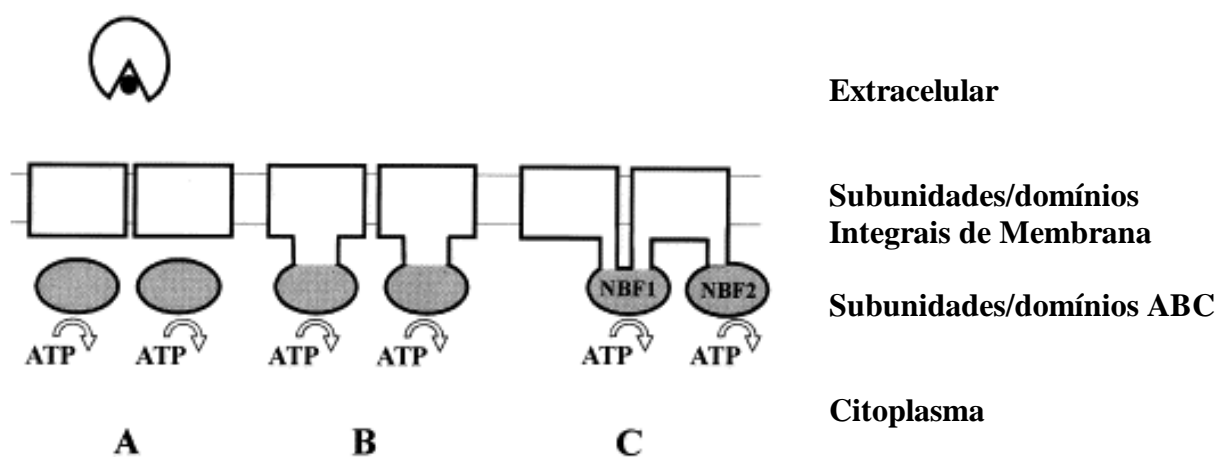 Extracelular
Subunidades/domínios
Integrais de Membrana
NBF1 NBF2
Subunidades/domínios ABC
ATP ATP ATP ATP ATP ATP
Citoplasma
A B C